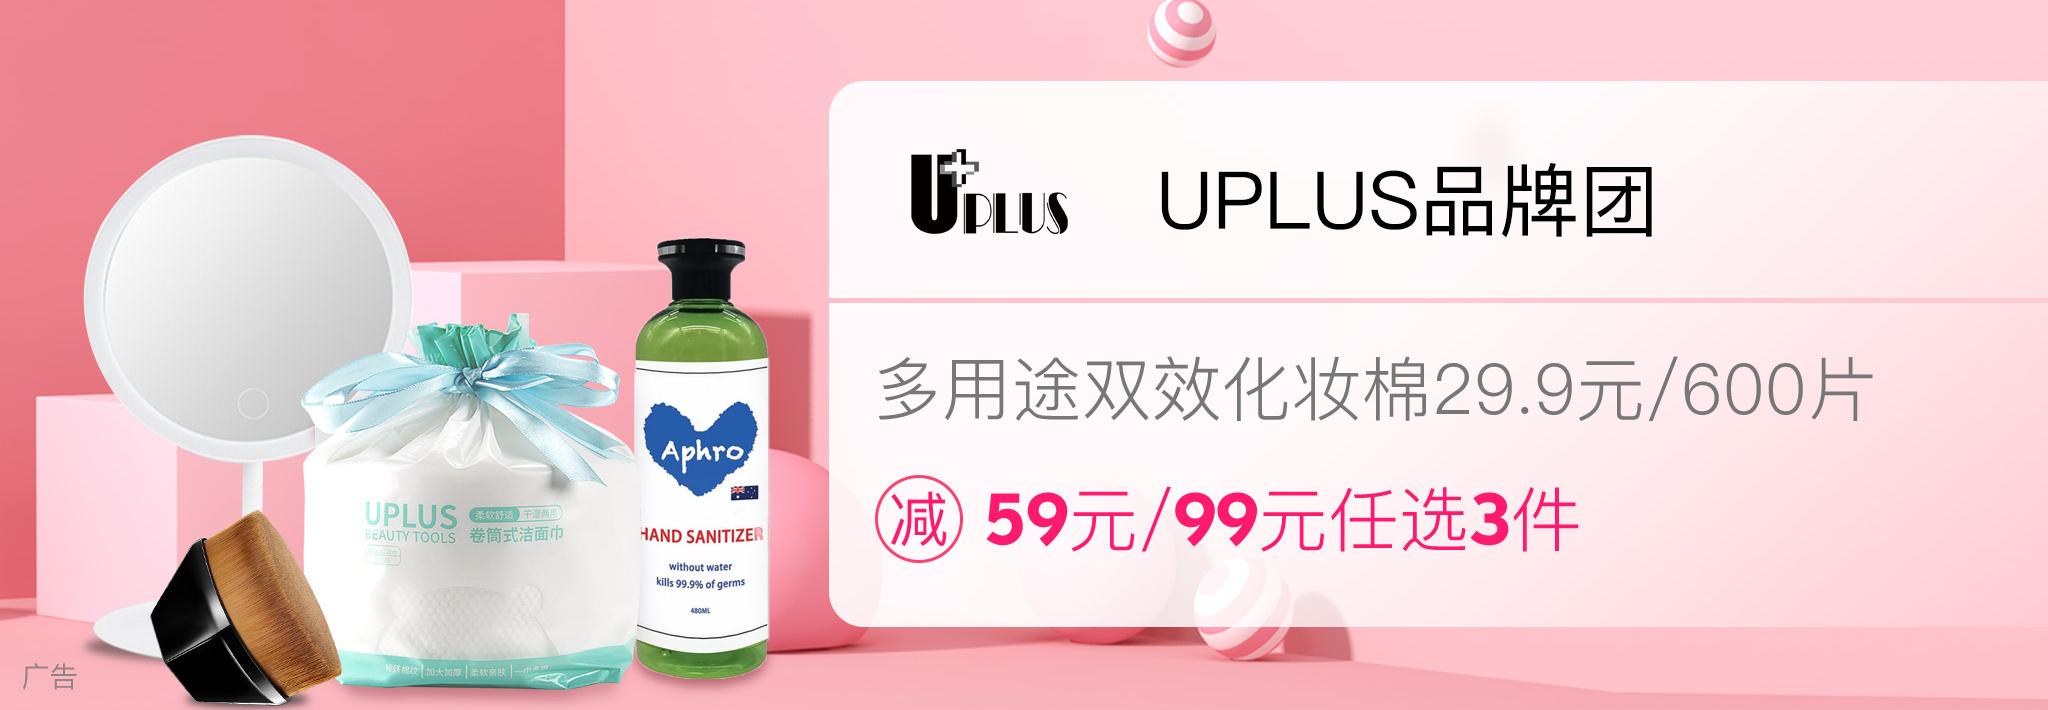 U+PLUS
UPLUS品牌团
多用途双效化妆棉29.9元/600片
减 59元/99元任选3件
UPLUS
BEAUTY TOOLS
柔软舒适 干湿两用
卷筒式洁面巾
加大加厚 | 柔软亲肤
Aphro
HAND SANITIZER
without water
kills 99.9% of germs
480ML
广告